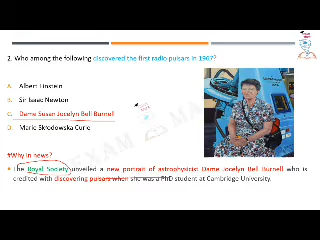 2. Who among the following discovered the first radio pulsars in 1967?
A. Albert Einstein
B. Sir Isaac Newton
C. Dame Susan Jocelyn Bell Burnell
D. Marie Skłodowska Curie
#Why in news?
The Royal Society unveiled a new portrait of astrophysicist Dame Jocelyn Bell Burnell who is
credited with discovering pulsars when she was a PhD student at Cambridge University.